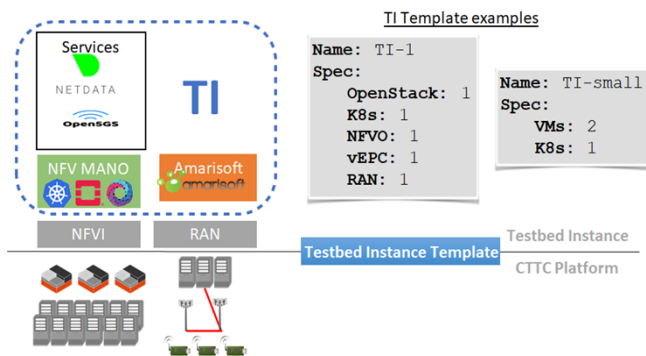 TI Template examples
Services
NETDATA
Open5GS
TI
NFV MANO
Amarisoft
amarisoft
NFVI
RAN
Name: TI-1
Spec:
OpenStack: 1
K8s: 1
NFVO: 1
vEPC: 1
RAN: 1
Name: TI-small
Spec:
VMs: 2
K8s: 1
Testbed Instance Template
Testbed Instance
CTTC Platform